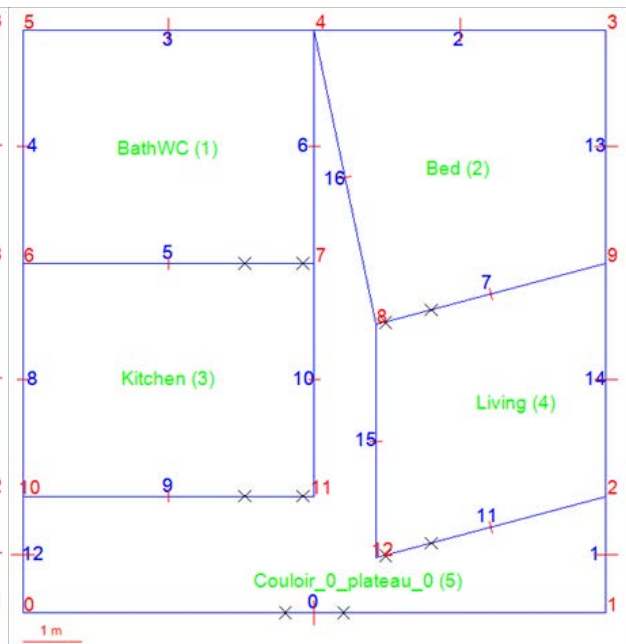 5 4 3
3 2
4 BathWC (1) 6 16 Bed (2) 13
6 5 7 9
7
8
8 Kitchen (3) 10 Living (4) 14
15
10 9 11 2
11
12 12 1
Couloir_0_plateau_0 (5)
0 0 1
1 m